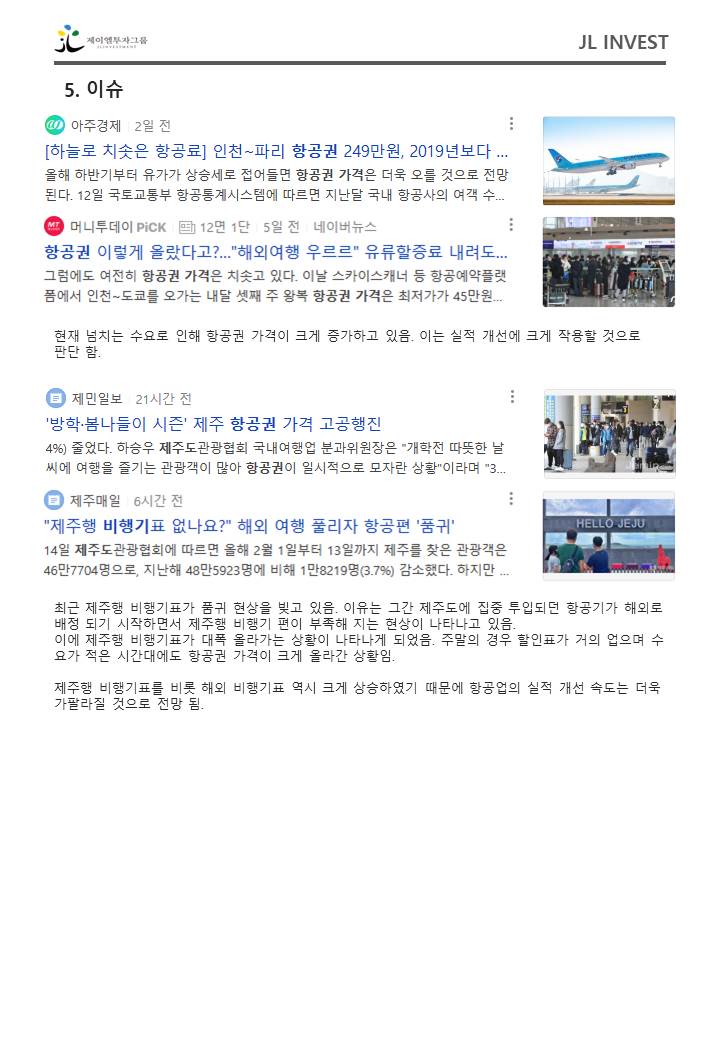 제이엘투자그룹
JLINVESTMENT
JL INVEST
5. 이슈
아주경제 2일 전
[하늘로 치솟은 항공료] 인천~파리 항공권 249만원, 2019년보다 ...
올해 하반기부터 유가가 상승세로 접어들면 항공권 가격은 더욱 오를 것으로 전망
된다. 12일 국토교통부 항공통계시스템에 따르면 지난달 국내 항공사의 여객 수...
MT
머니투데이 PiCK 12면 1단 5일 전 네이버뉴스
항공권 이렇게 올랐다고?..."해외여행 우르르" 유류할증료 내려도...
그럼에도 여전히 항공권 가격은 치솟고 있다. 이날 스카이스캐너 등 항공예약플랫
폼에서 인천~도쿄를 오가는 내달 셋째 주 왕복 항공권 가격은 최저가가 45만원...
현재 넘치는 수요로 인해 항공권 가격이 크게 증가하고 있음. 이는 실적 개선에 크게 작용할 것으로
판단 함.
제민일보 21시간 전
'방학·봄나들이 시즌' 제주 항공권 가격 고공행진
4%) 줄었다. 하승우 제주도관광협회 국내여행업 분과위원장은 "개학전 따뜻한 날
씨에 여행을 즐기는 관광객이 많아 항공권이 일시적으로 모자란 상황"이라며 "3...
제주매일 6시간 전
"제주행 비행기표 없나요?" 해외 여행 풀리자 항공편 '품귀'
14일 제주도관광협회에 따르면 올해 2월 1일부터 13일까지 제주를 찾은 관광객은
46만7704명으로, 지난해 48만5923명에 비해 1만8219명(3.7%) 감소했다. 하지만 ...
HELLO JEJU
최근 제주행 비행기표가 품귀 현상을 빚고 있음. 이유는 그간 제주도에 집중 투입되던 항공기가 해외로
배정 되기 시작하면서 제주행 비행기 편이 부족해 지는 현상이 나타나고 있음.
이에 제주행 비행기표가 대폭 올라가는 상황이 나타나게 되었음. 주말의 경우 할인표가 거의 업으며 수
요가 적은 시간대에도 항공권 가격이 크게 올라간 상황임.
제주행 비행기표를 비롯 해외 비행기표 역시 크게 상승하였기 때문에 항공업의 실적 개선 속도는 더욱
가팔라질 것으로 전망 됨.